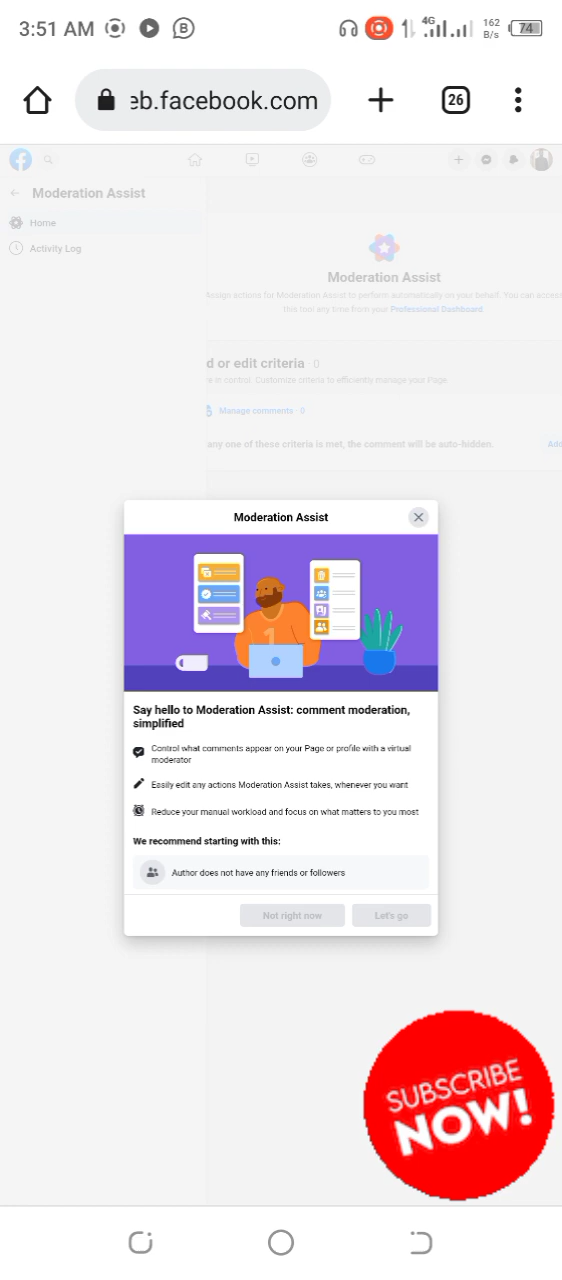 3:51 AM
4G
162
B/s
74
eb.facebook.com
26
Moderation Assist
Home
Activity Log
Moderation Assist
Assign actions for Moderation Assist to perform automatically on your behalf. You can access
this tool any time from your Professional Dashboard
d or edit criteria · 0
e in control. Customize criteria to efficiently manage your Page.
Manage comments · 0
any one of these criteria is met, the comment will be auto-hidden.
Add
Moderation Assist
1
Say hello to Moderation Assist: comment moderation,
simplified
Control what comments appear on your Page or profile with a virtual
moderator
Easily edit any actions Moderation Assist takes, whenever you want
Reduce your manual workload and focus on what matters to you most
We recommend starting with this:
Author does not have any friends or followers
Not right now
Let's go
SUBSCRIBE
NOW!